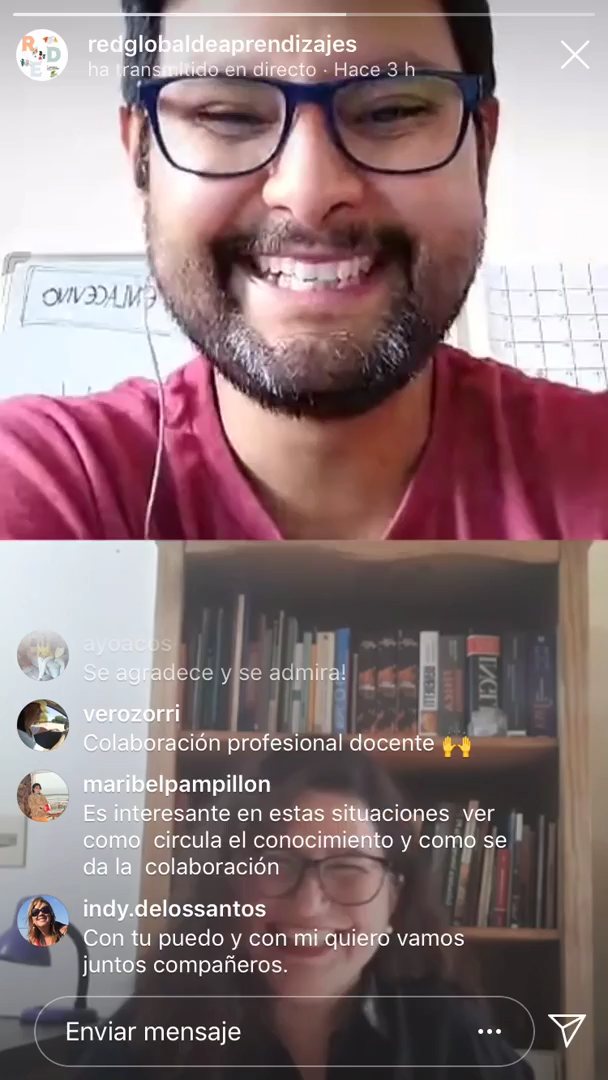 redglobaldeaprendizajes
ha transmitido en directo · Hace 3 h
ENLACEVIVO
ayoacos
Se agradece y se admira!
verozorri
Colaboración profesional docente 🙌
maribelpampillon
Es interesante en estas situaciones ver
como circula el conocimiento y como se
da la colaboración
indy.delossantos
Con tu puedo y con mi quiero vamos
juntos compañeros.
Enviar mensaje